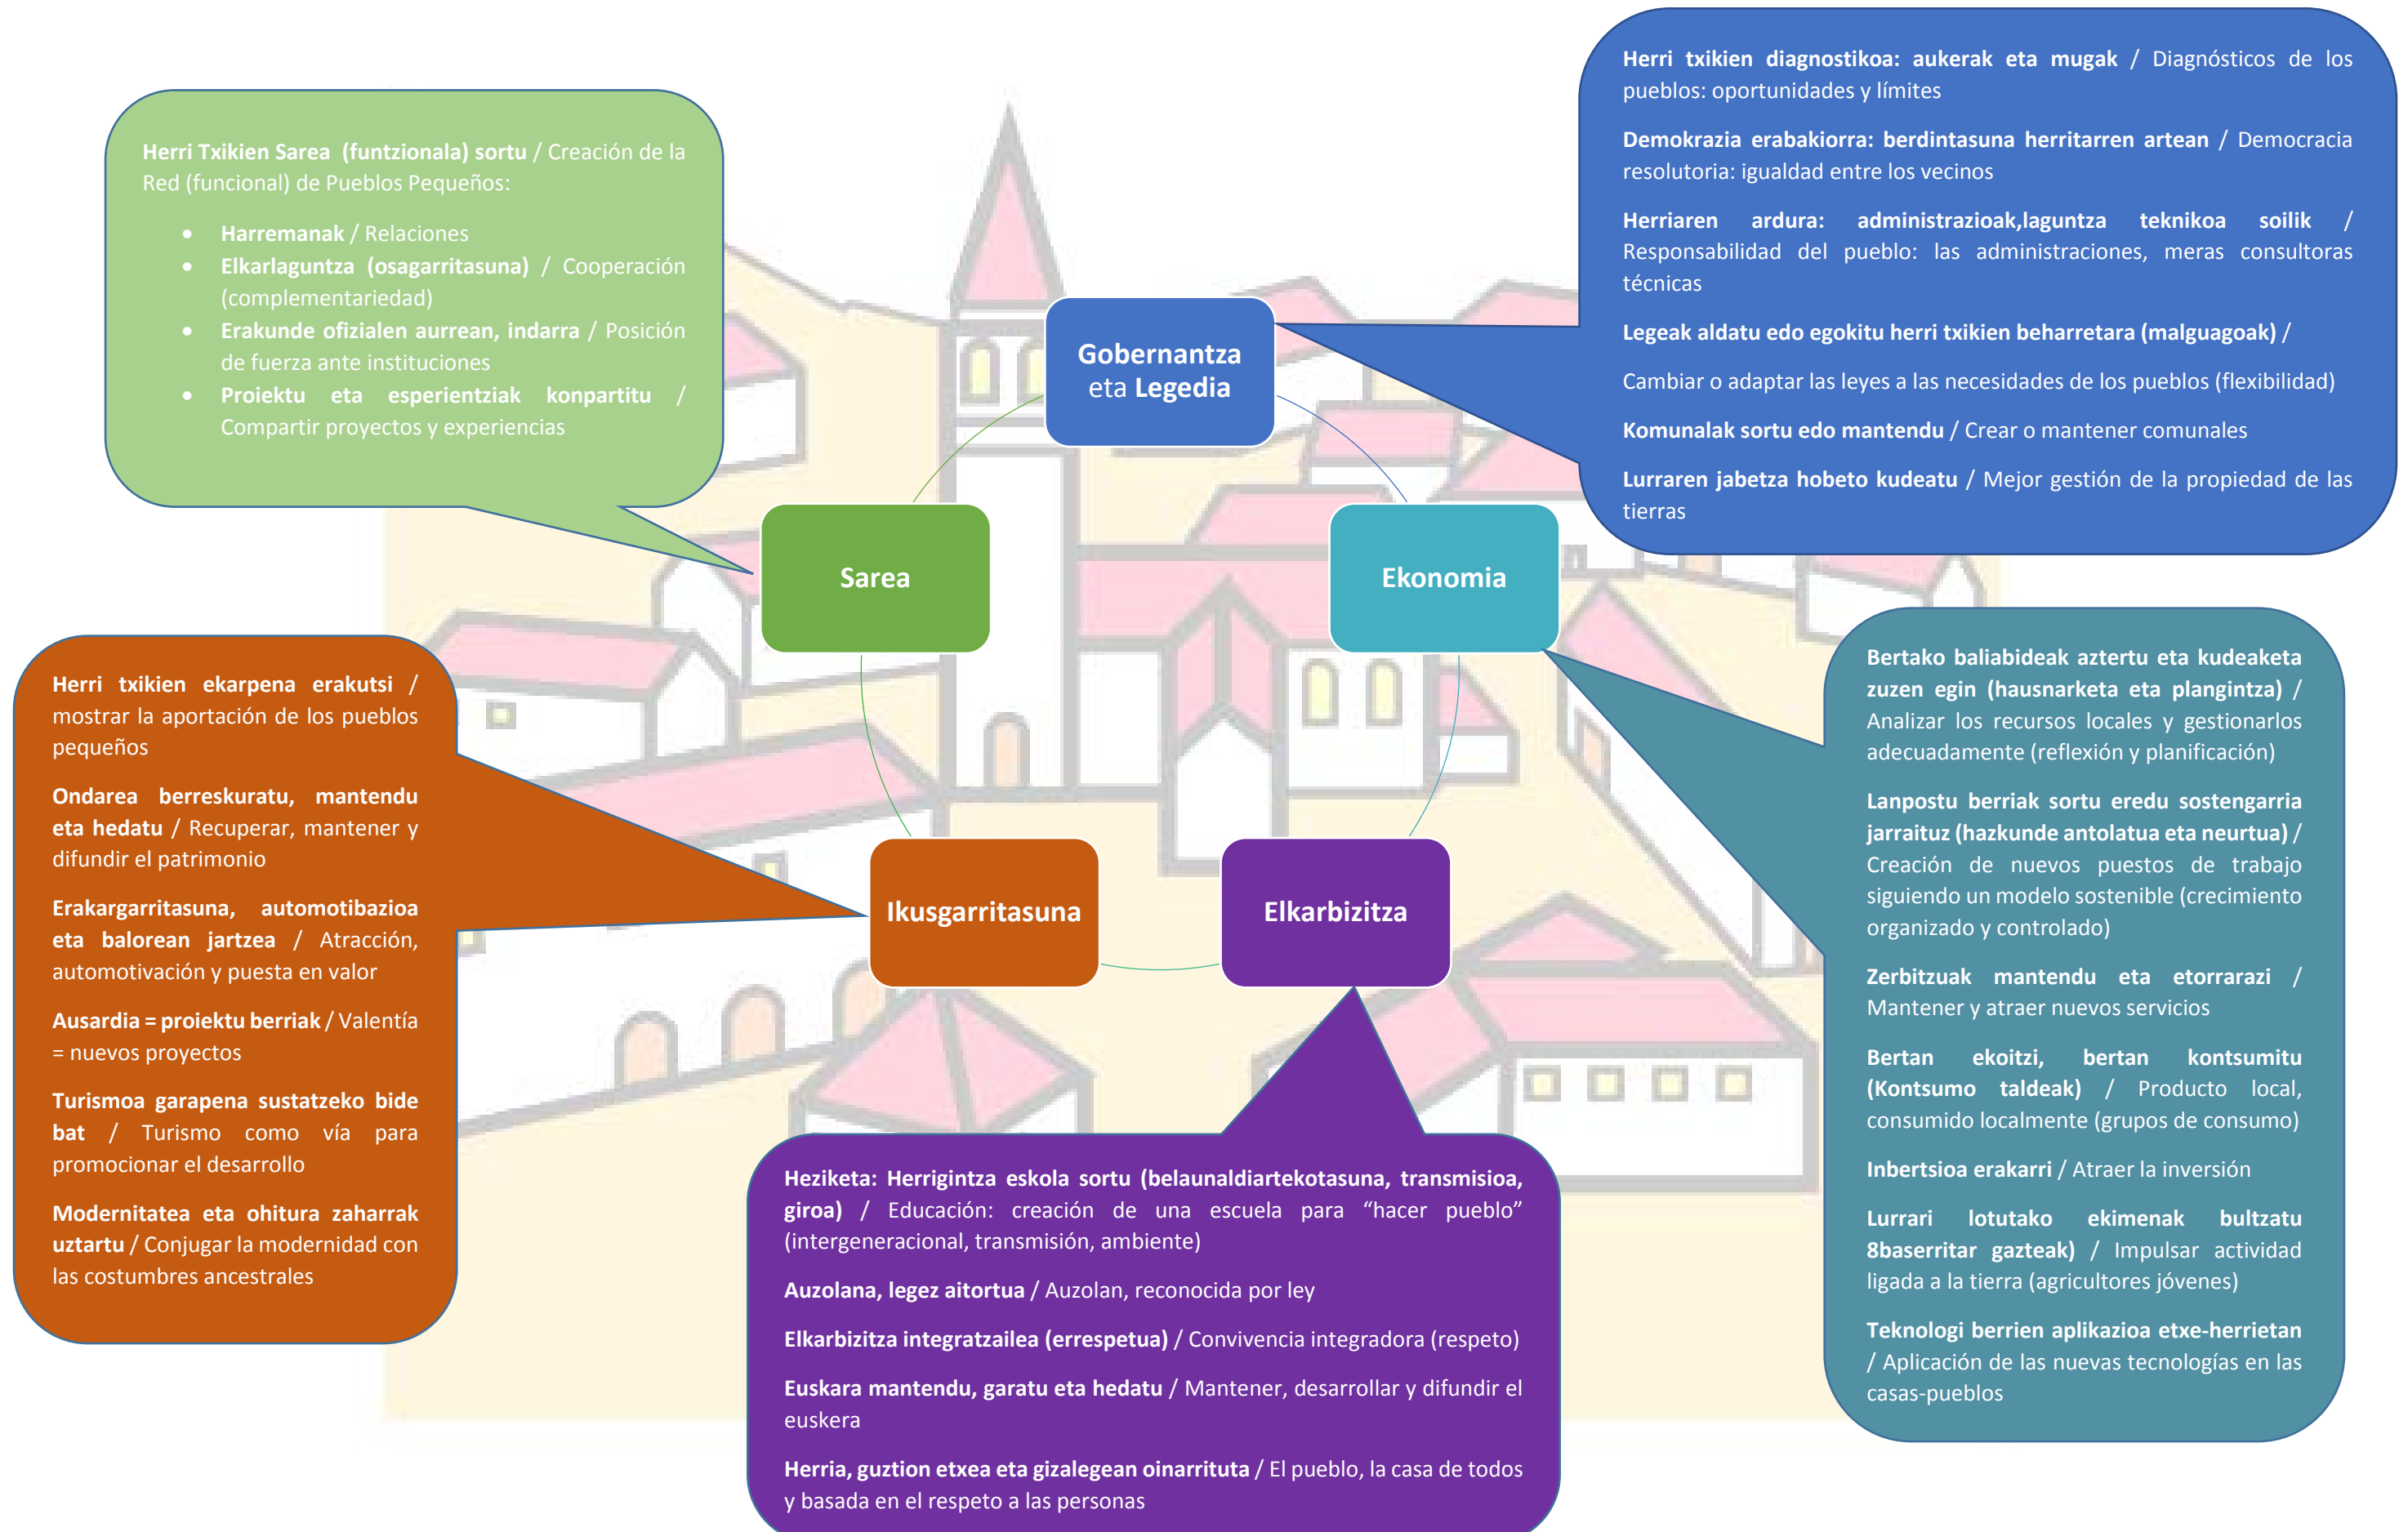 Herri Txikien Sarea (funtzionala) sortu / Creación de la
Red (funcional) de Pueblos Pequeños:
• Harremanak / Relaciones
• Elkarlaguntza (osagarritasuna) / Cooperación
(complementariedad)
• Erakunde ofizialen aurrean, indarra / Posición
de fuerza ante instituciones
• Proiektu eta esperientziak konpartitu /
Compartir proyectos y experiencias
Herri txikien diagnostikoa: aukerak eta mugak / Diagnósticos de los
pueblos: oportunidades y límites
Demokrazia erabakiorra: berdintasuna herritarren artean / Democracia
resolutoria: igualdad entre los vecinos
Herriaren ardura: administrazioak,laguntza teknikoa soilik /
Responsabilidad del pueblo: las administraciones, meras consultoras
técnicas
Legeak aldatu edo egokitu herri txikien beharretara (malguagoak) /
Cambiar o adaptar las leyes a las necesidades de los pueblos (flexibilidad)
Komunalak sortu edo mantendu / Crear o mantener comunales
Lurraren jabetza hobeto kudeatu / Mejor gestión de la propiedad de las
tierras
Gobernantza
eta Legedia
Sarea
Ekonomia
Ikusgarritasuna
Elkarbizitza
Herri txikien ekarpena erakutsi /
mostrar la aportación de los pueblos
pequeños
Ondarea berreskuratu, mantendu
eta hedatu / Recuperar, mantener y
difundir el patrimonio
Erakargarritasuna, automotibazioa
eta balorean jartzea / Atracción,
automotivación y puesta en valor
Ausardia = proiektu berriak / Valentía
= nuevos proyectos
Turismoa garapena sustatzeko bide
bat / Turismo como vía para
promocionar el desarrollo
Modernitatea eta ohitura zaharrak
uztartu / Conjugar la modernidad con
las costumbres ancestrales
Bertako baliabideak aztertu eta kudeaketa
zuzen egin (hausnarketa eta plangintza) /
Analizar los recursos locales y gestionarlos
adecuadamente (reflexión y planificación)
Lanpostu berriak sortu eredu sostengarria
jarraituz (hazkunde antolatua eta neurtua) /
Creación de nuevos puestos de trabajo
siguiendo un modelo sostenible (crecimiento
organizado y controlado)
Zerbitzuak mantendu eta etorrarazi /
Mantener y atraer nuevos servicios
Bertan ekoitzi, bertan kontsumitu
(Kontsumo taldeak) / Producto local,
consumido localmente (grupos de consumo)
Inbertsioa erakarri / Atraer la inversión
Lurrari lotutako ekimenak bultzatu
8baserritar gazteak) / Impulsar actividad
ligada a la tierra (agricultores jóvenes)
Teknologi berrien aplikazioa etxe-herrietan
/ Aplicación de las nuevas tecnologías en las
casas-pueblos
Heziketa: Herrigintza eskola sortu (belaunaldiartekotasuna, transmisioa,
giroa) / Educación: creación de una escuela para “hacer pueblo”
(intergeneracional, transmisión, ambiente)
Auzolana, legez aitortua / Auzolan, reconocida por ley
Elkarbizitza integratzailea (errespetua) / Convivencia integradora (respeto)
Euskara mantendu, garatu eta hedatu / Mantener, desarrollar y difundir el
euskera
Herria, guztion etxea eta gizalegean oinarrituta / El pueblo, la casa de todos
y basada en el respeto a las personas